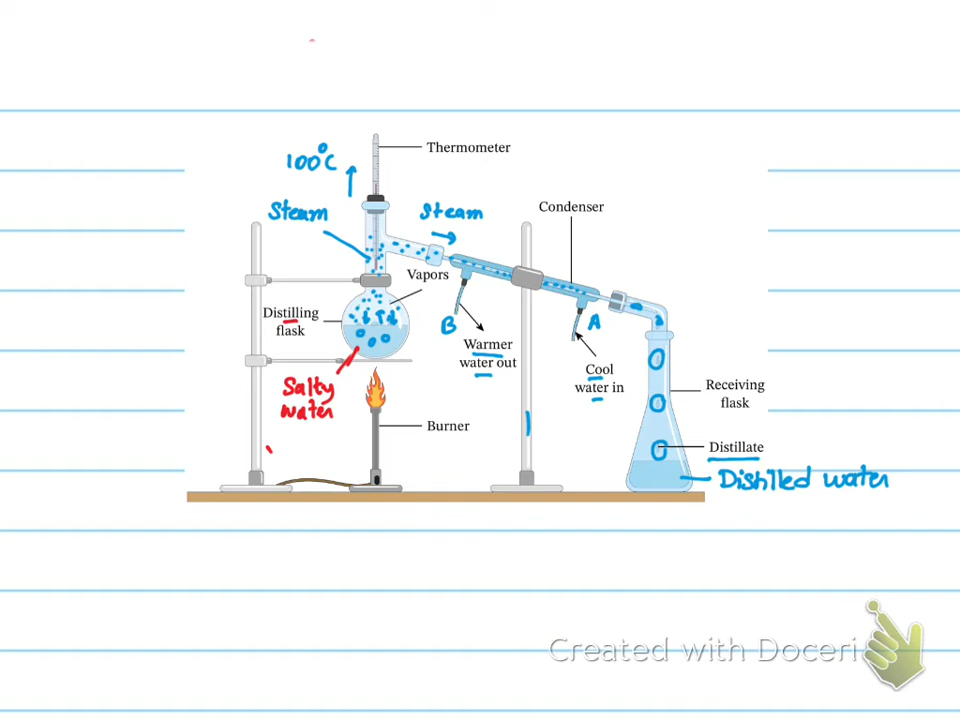 Thermometer
100°C
Steam
Steam
Condenser
Vapors
Distilling
flask
B
A
Warmer
water out
Cool
water in
Salty
water
Receiving
flask
Burner
Distillate
Distilled water
Created with Doceri